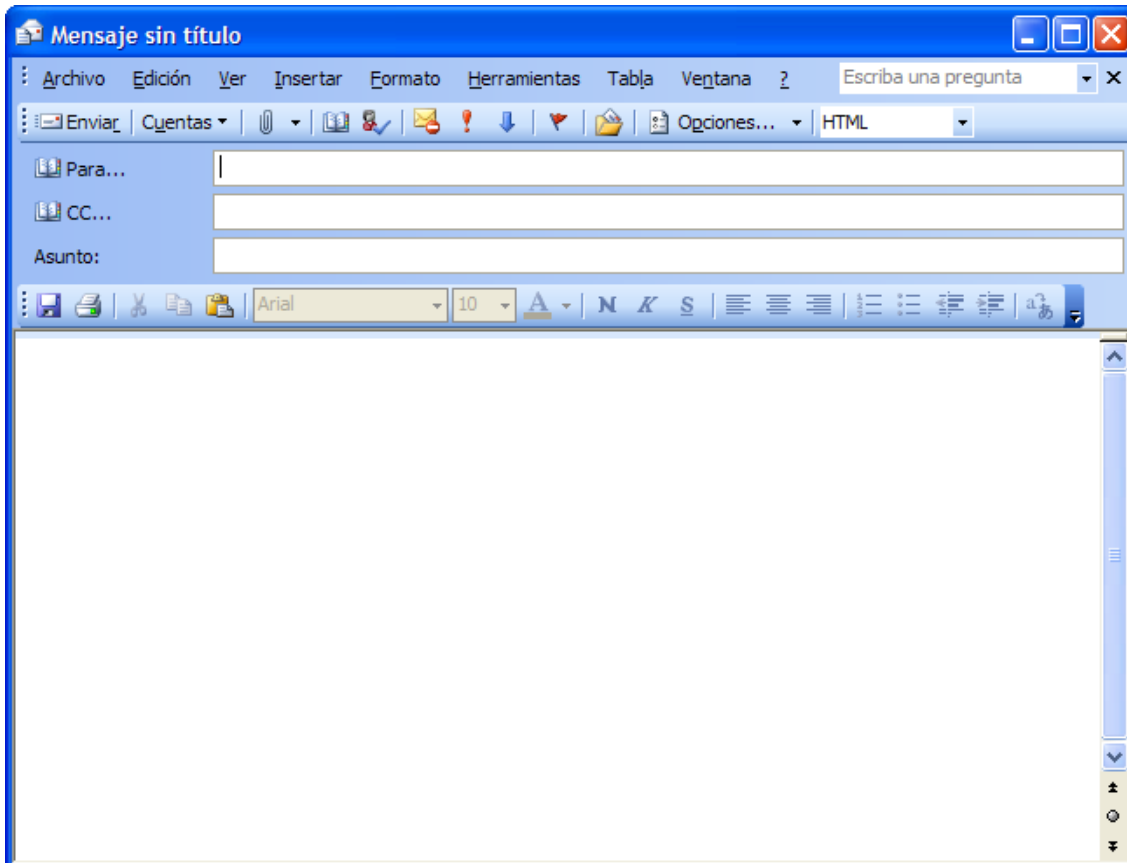 Mensaje sin título
Archivo Edición Ver Insertar Formato Herramientas Tabla Ventana ? Escriba una pregunta
Enviar Cuentas Opciones... HTML
Para...
CC...
Asunto:
Arial 10 A N K S